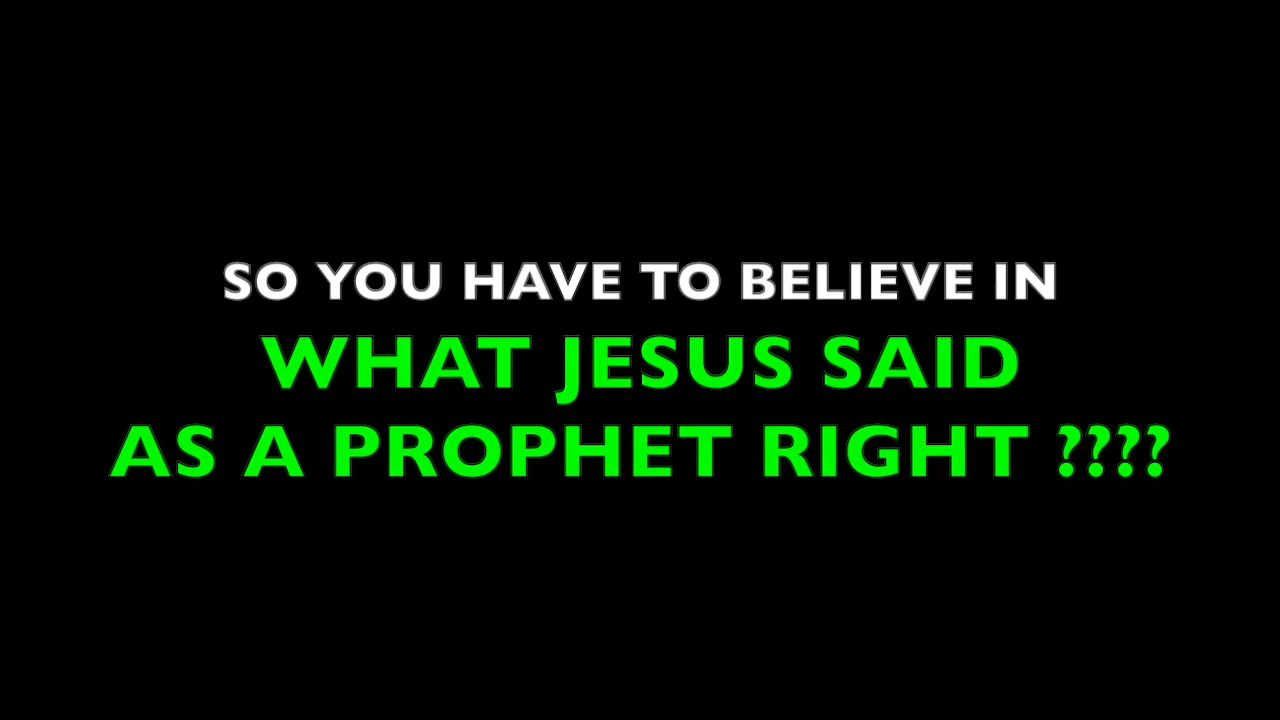 SO YOU HAVE TO BELIEVE IN
WHAT JESUS SAID
AS A PROPHET RIGHT ????